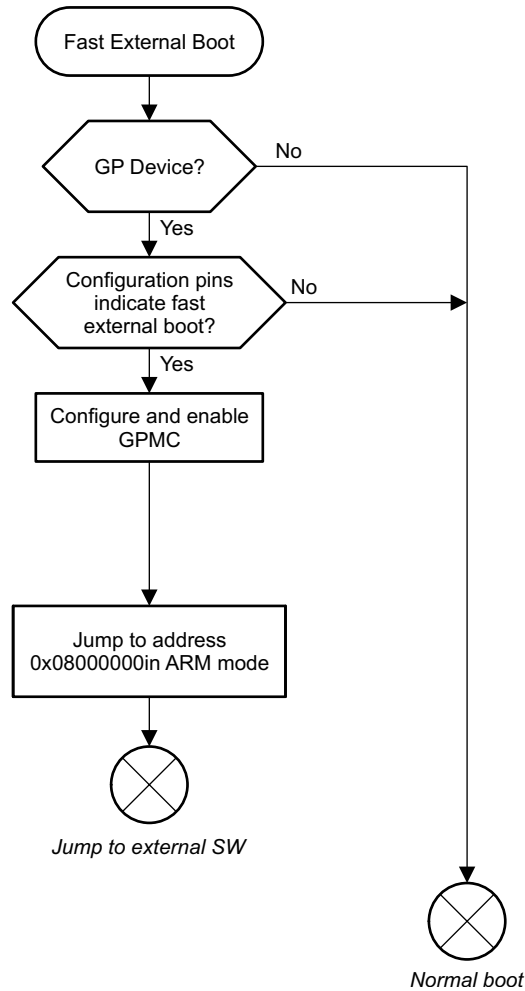 Fast External Boot
GP Device?
No
Yes
Configuration pins
indicate fast
external boot?
No
Yes
Configure and enable
GPMC
Jump to address
0x08000000in ARM mode
Jump to external SW
Normal boot